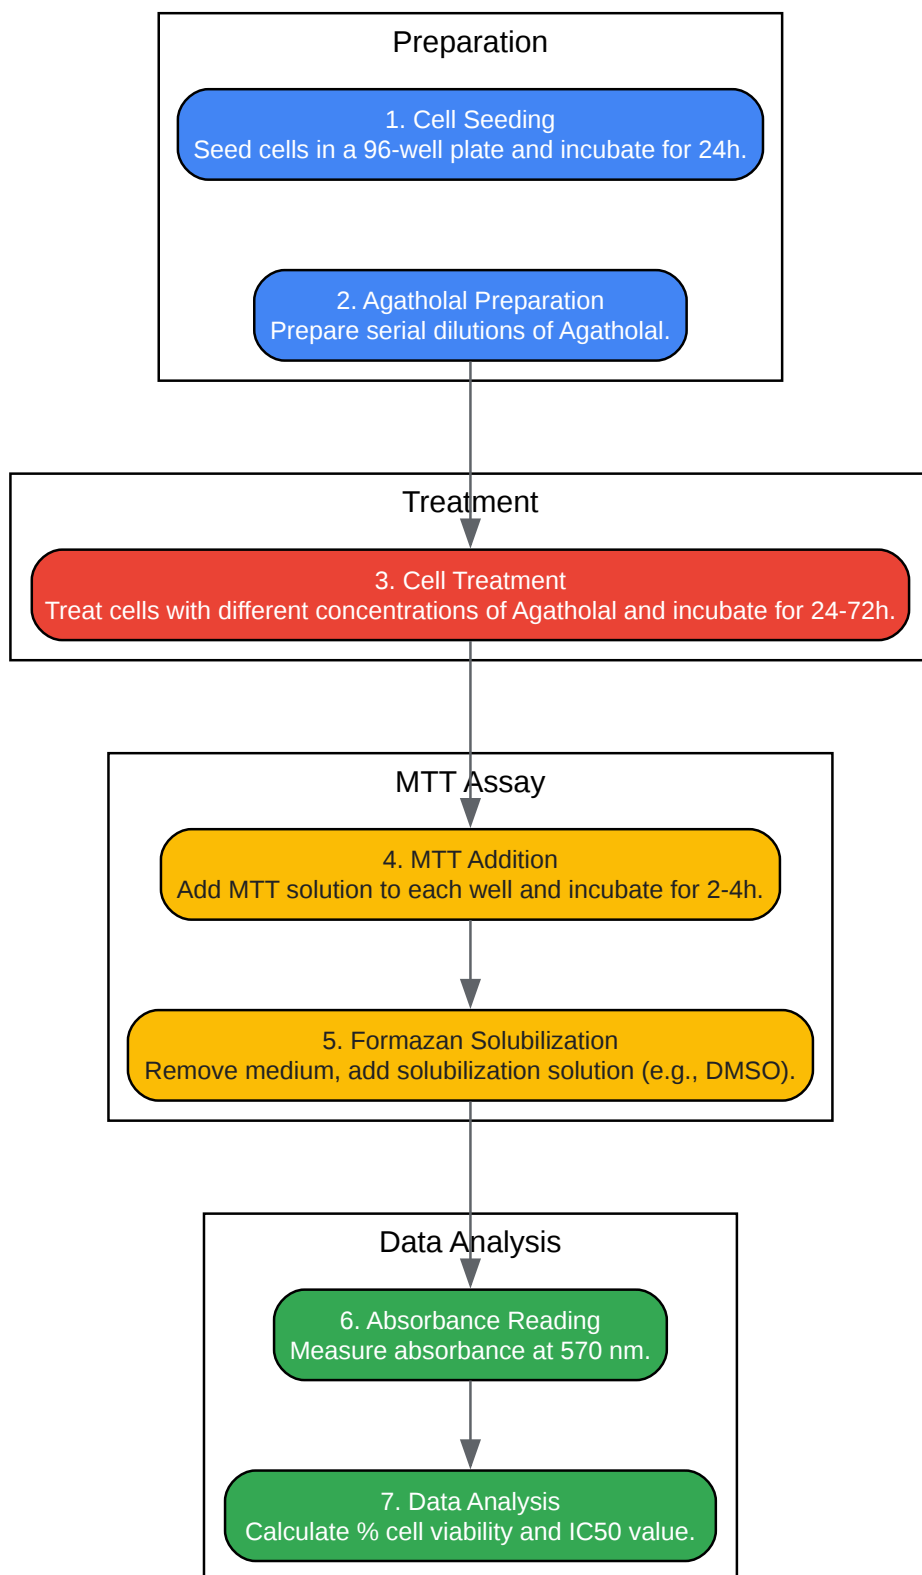 Preparation
1. Cell Seeding
Seed cells in a 96-well plate and incubate for 24h.
2. Agatholal Preparation
Prepare serial dilutions of Agatholal.
Treatment
3. Cell Treatment
Treat cells with different concentrations of Agatholal and incubate for 24-72h.
MTT Assay
4. MTT Addition
Add MTT solution to each well and incubate for 2-4h.
5. Formazan Solubilization
Remove medium, add solubilization solution (e.g., DMSO).
Data Analysis
6. Absorbance Reading
Measure absorbance at 570 nm.
7. Data Analysis
Calculate % cell viability and IC50 value.